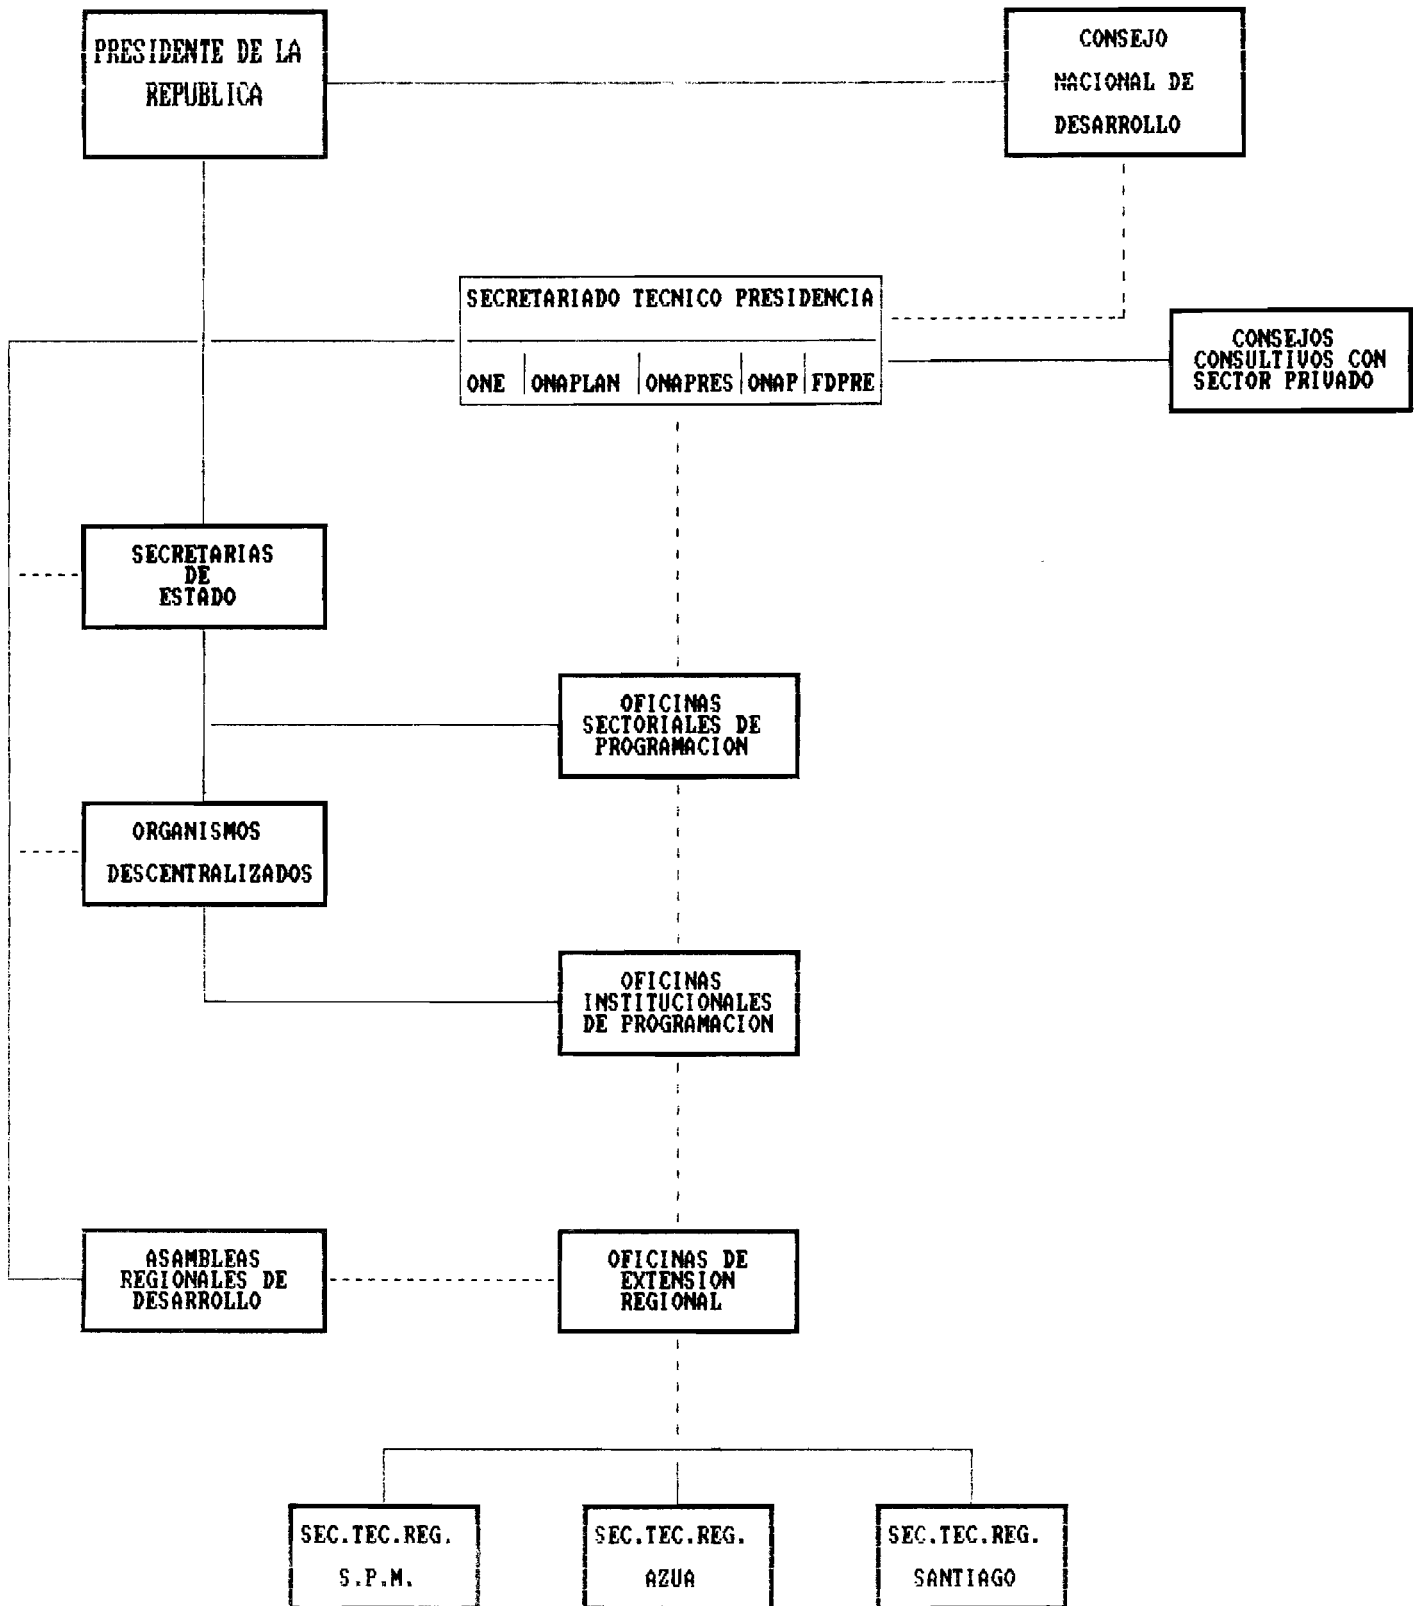 PRESIDENTE DE LA
REPUBLICA
CONSEJO
NACIONAL DE
DESARROLLO
SECRETARIADO TECNICO PRESIDENCIA
ONE ONAPLAN ONAPRES ONAP FDPRE
CONSEJOS
CONSULTIVOS CON
SECTOR PRIVADO
SECRETARIAS
DE
ESTADO
OFICINAS
SECTORIALES DE
PROGRAMACION
ORGANISMOS
DESCENTRALIZADOS
OFICINAS
INSTITUCIONALES
DE PROGRAMACION
ASAMBLEAS
REGIONALES DE
DESARROLLO
OFICINAS DE
EXTENSION
REGIONAL
SEC.TEC.REG.
S.P.M.
SEC.TEC.REG.
AZUA
SEC.TEC.REG.
SANTIAGO